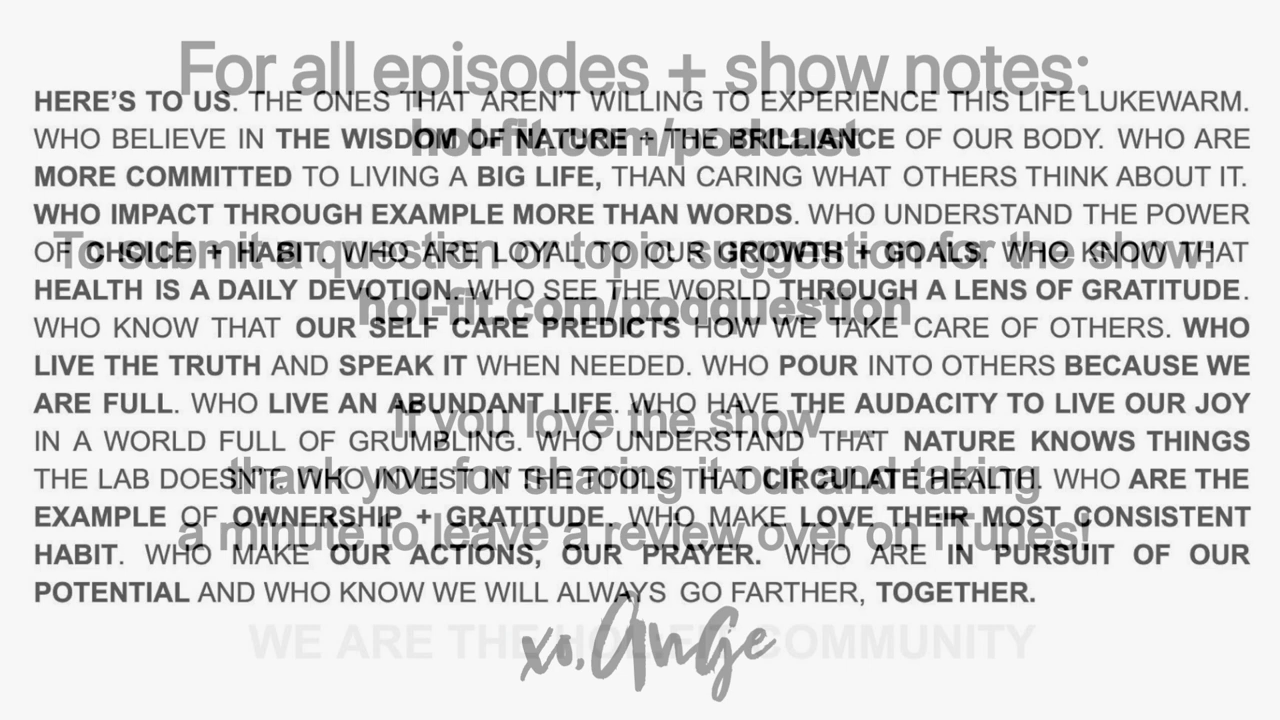 For all episodes + show notes:
HERE'S TO US. THE ONES THAT AREN'T WILLING TO EXPERIENCE THIS LIFE LUKEWARM.
WHO BELIEVE IN THE WISDOM OF NATURE + THE BRILLIANCE OF OUR BODY. WHO ARE
hol-fit.com/podcast
MORE COMMITTED TO LIVING A BIG LIFE, THAN CARING WHAT OTHERS THINK ABOUT IT.
WHO IMPACT THROUGH EXAMPLE MORE THAN WORDS. WHO UNDERSTAND THE POWER
OF CHOICE + HABIT. WHO ARE LOYAL TO OUR GROWTH + GOALS. WHO KNOW THAT
To submit a question or topic suggestion for the show:
HEALTH IS A DAILY DEVOTION. WHO SEE THE WORLD THROUGH A LENS OF GRATITUDE.
hol-fit.com/podquestion
WHO KNOW THAT OUR SELF CARE PREDICTS HOW WE TAKE CARE OF OTHERS. WHO
LIVE THE TRUTH AND SPEAK IT WHEN NEEDED. WHO POUR INTO OTHERS BECAUSE WE
ARE FULL. WHO LIVE AN ABUNDANT LIFE. WHO HAVE THE AUDACITY TO LIVE OUR JOY
If you love the show ...
IN A WORLD FULL OF GRUMBLING. WHO UNDERSTAND THAT NATURE KNOWS THINGS
THE LAB DOESN'T. WHO INVEST IN THE TOOLS THAT CIRCULATE HEALTH. WHO ARE THE
thank you for sharing it out and taking
EXAMPLE OF OWNERSHIP + GRATITUDE. WHO MAKE LOVE THEIR MOST CONSISTENT
a minute to leave a review over on iTunes!
HABIT. WHO MAKE OUR ACTIONS, OUR PRAYER. WHO ARE IN PURSUIT OF OUR
POTENTIAL AND WHO KNOW WE WILL ALWAYS GO FARTHER, TOGETHER.
WE ARE THE HOL-FIT COMMUNITY
xo, Ange